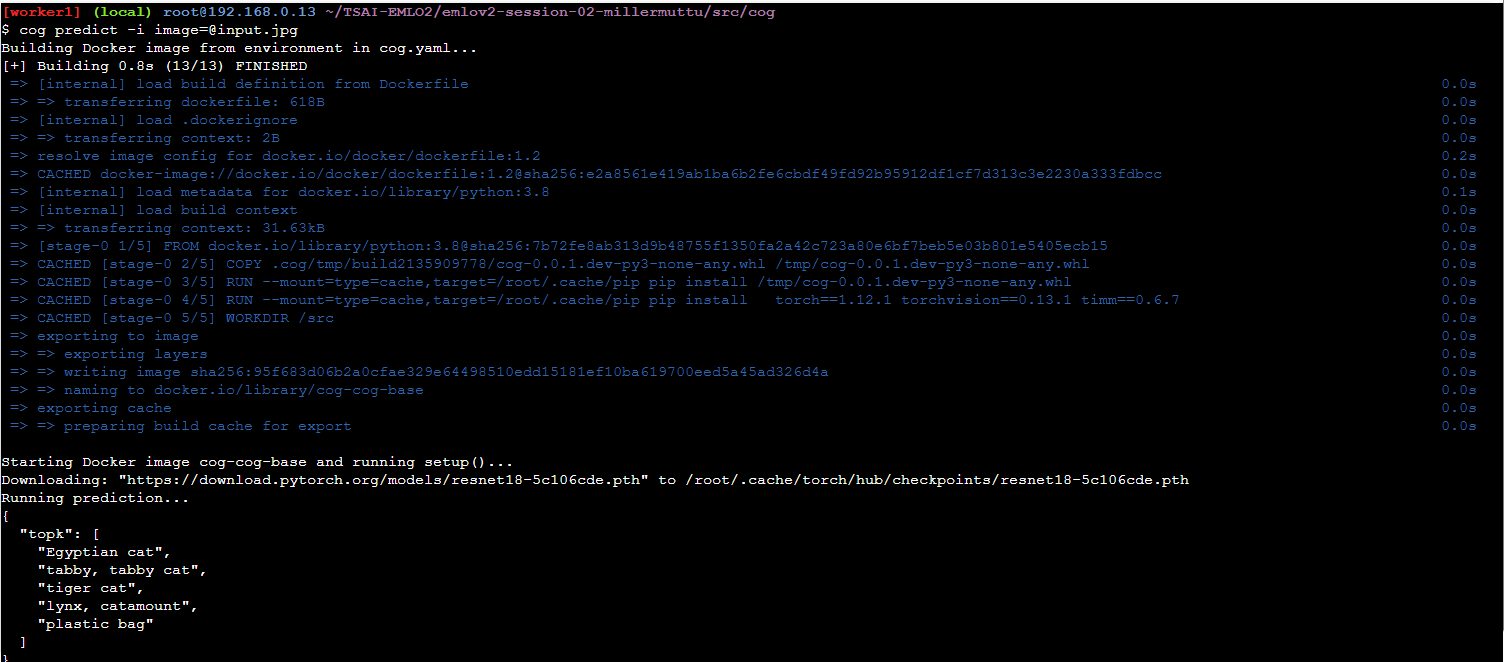 [worker1] (local) root@192.168.0.13 ~/TSAI-EMLO2/emlov2-session-02-millermuttu/src/cog
$ cog predict -i image=@input.jpg
Building Docker image from environment in cog.yaml...
[+] Building 0.8s (13/13) FINISHED
=> [internal] load build definition from Dockerfile 0.0s
=> => transferring dockerfile: 618B 0.0s
=> [internal] load .dockerignore 0.0s
=> => transferring context: 2B 0.0s
=> resolve image config for docker.io/docker/dockerfile:1.2 0.2s
=> CACHED docker-image://docker.io/docker/dockerfile:1.2@sha256:e2a8561e419ab1ba6b2fe6cbdf49fd92b95912df1cf7d313c3e2230a333fdbcc 0.0s
=> [internal] load metadata for docker.io/library/python:3.8 0.1s
=> [internal] load build context 0.0s
=> => transferring context: 31.63kB 0.0s
=> [stage-0 1/5] FROM docker.io/library/python:3.8@sha256:7b72fe8ab313d9b48755f1350fa2a42c723a80e6bf7beb5e03b801e5405ecb15 0.0s
=> CACHED [stage-0 2/5] COPY .cog/tmp/build2135909778/cog-0.0.1.dev-py3-none-any.whl /tmp/cog-0.0.1.dev-py3-none-any.whl 0.0s
=> CACHED [stage-0 3/5] RUN --mount=type=cache,target=/root/.cache/pip pip install /tmp/cog-0.0.1.dev-py3-none-any.whl 0.0s
=> CACHED [stage-0 4/5] RUN --mount=type=cache,target=/root/.cache/pip pip install   torch==1.12.1 torchvision==0.13.1 timm==0.6.7 0.0s
=> CACHED [stage-0 5/5] WORKDIR /src 0.0s
=> exporting to image 0.0s
=> => exporting layers 0.0s
=> => writing image sha256:95f683d06b2a0cfae329e64498510edd15181ef10ba619700eed5a45ad326d4a 0.0s
=> => naming to docker.io/library/cog-cog-base 0.0s
=> exporting cache 0.0s
=> => preparing build cache for export 0.0s
Starting Docker image cog-cog-base and running setup()...
Downloading: "https://download.pytorch.org/models/resnet18-5c106cde.pth" to /root/.cache/torch/hub/checkpoints/resnet18-5c106cde.pth
Running prediction...
{
"topk": [
"Egyptian cat",
"tabby, tabby cat",
"tiger cat",
"lynx, catamount",
"plastic bag"
]
}